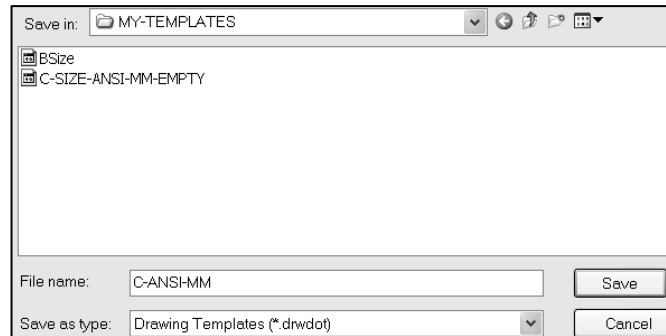 Save in: MY-TEMPLATES
BSize
C-SIZE-ANSI-MM-EMPTY
File name: C-ANSI-MM Save
Save as type: Drawing Templates (*.drwdot) Cancel